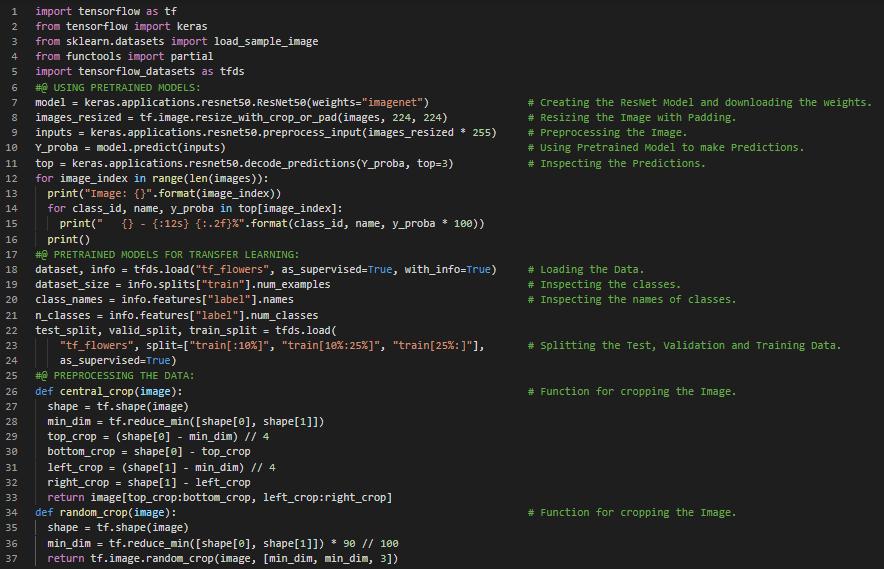 1 import tensorflow as tf
2 from tensorflow import keras
3 from sklearn.datasets import load_sample_image
4 from functools import partial
5 import tensorflow_datasets as tfds
6 #@ USING PRETRAINED MODELS:
7 model = keras.applications.resnet50.ResNet50(weights="imagenet") # Creating the ResNet Model and downloading the weights.
8 images_resized = tf.image.resize_with_crop_or_pad(images, 224, 224) # Resizing the Image with Padding.
9 inputs = keras.applications.resnet50.preprocess_input(images_resized * 255) # Preprocessing the Image.
10 Y_proba = model.predict(inputs) # Using Pretrained Model to make Predictions.
11 top = keras.applications.resnet50.decode_predictions(Y_proba, top=3) # Inspecting the Predictions.
12 for image_index in range(len(images)):
13 print("Image: {}".format(image_index))
14 for class_id, name, y_proba in top[image_index]:
15 print("   {} - {:12s} {:.2f}%".format(class_id, name, y_proba * 100))
16 print()
17 #@ PRETRAINED MODELS FOR TRANSFER LEARNING:
18 dataset, info = tfds.load("tf_flowers", as_supervised=True, with_info=True) # Loading the Data.
19 dataset_size = info.splits["train"].num_examples # Inspecting the classes.
20 class_names = info.features["label"].names # Inspecting the names of classes.
21 n_classes = info.features["label"].num_classes
22 test_split, valid_split, train_split = tfds.load(
23 "tf_flowers", split=["train[:10%]", "train[10%:25%]", "train[25%:]"], # Splitting the Test, Validation and Training Data.
24 as_supervised=True)
25 #@ PREPROCESSING THE DATA:
26 def central_crop(image): # Function for cropping the Image.
27 shape = tf.shape(image)
28 min_dim = tf.reduce_min([shape[0], shape[1]])
29 top_crop = (shape[0] - min_dim) // 4
30 bottom_crop = shape[0] - top_crop
31 left_crop = (shape[1] - min_dim) // 4
32 right_crop = shape[1] - left_crop
33 return image[top_crop:bottom_crop, left_crop:right_crop]
34 def random_crop(image): # Function for cropping the Image.
35 shape = tf.shape(image)
36 min_dim = tf.reduce_min([shape[0], shape[1]]) * 90 // 100
37 return tf.image.random_crop(image, [min_dim, min_dim, 3])